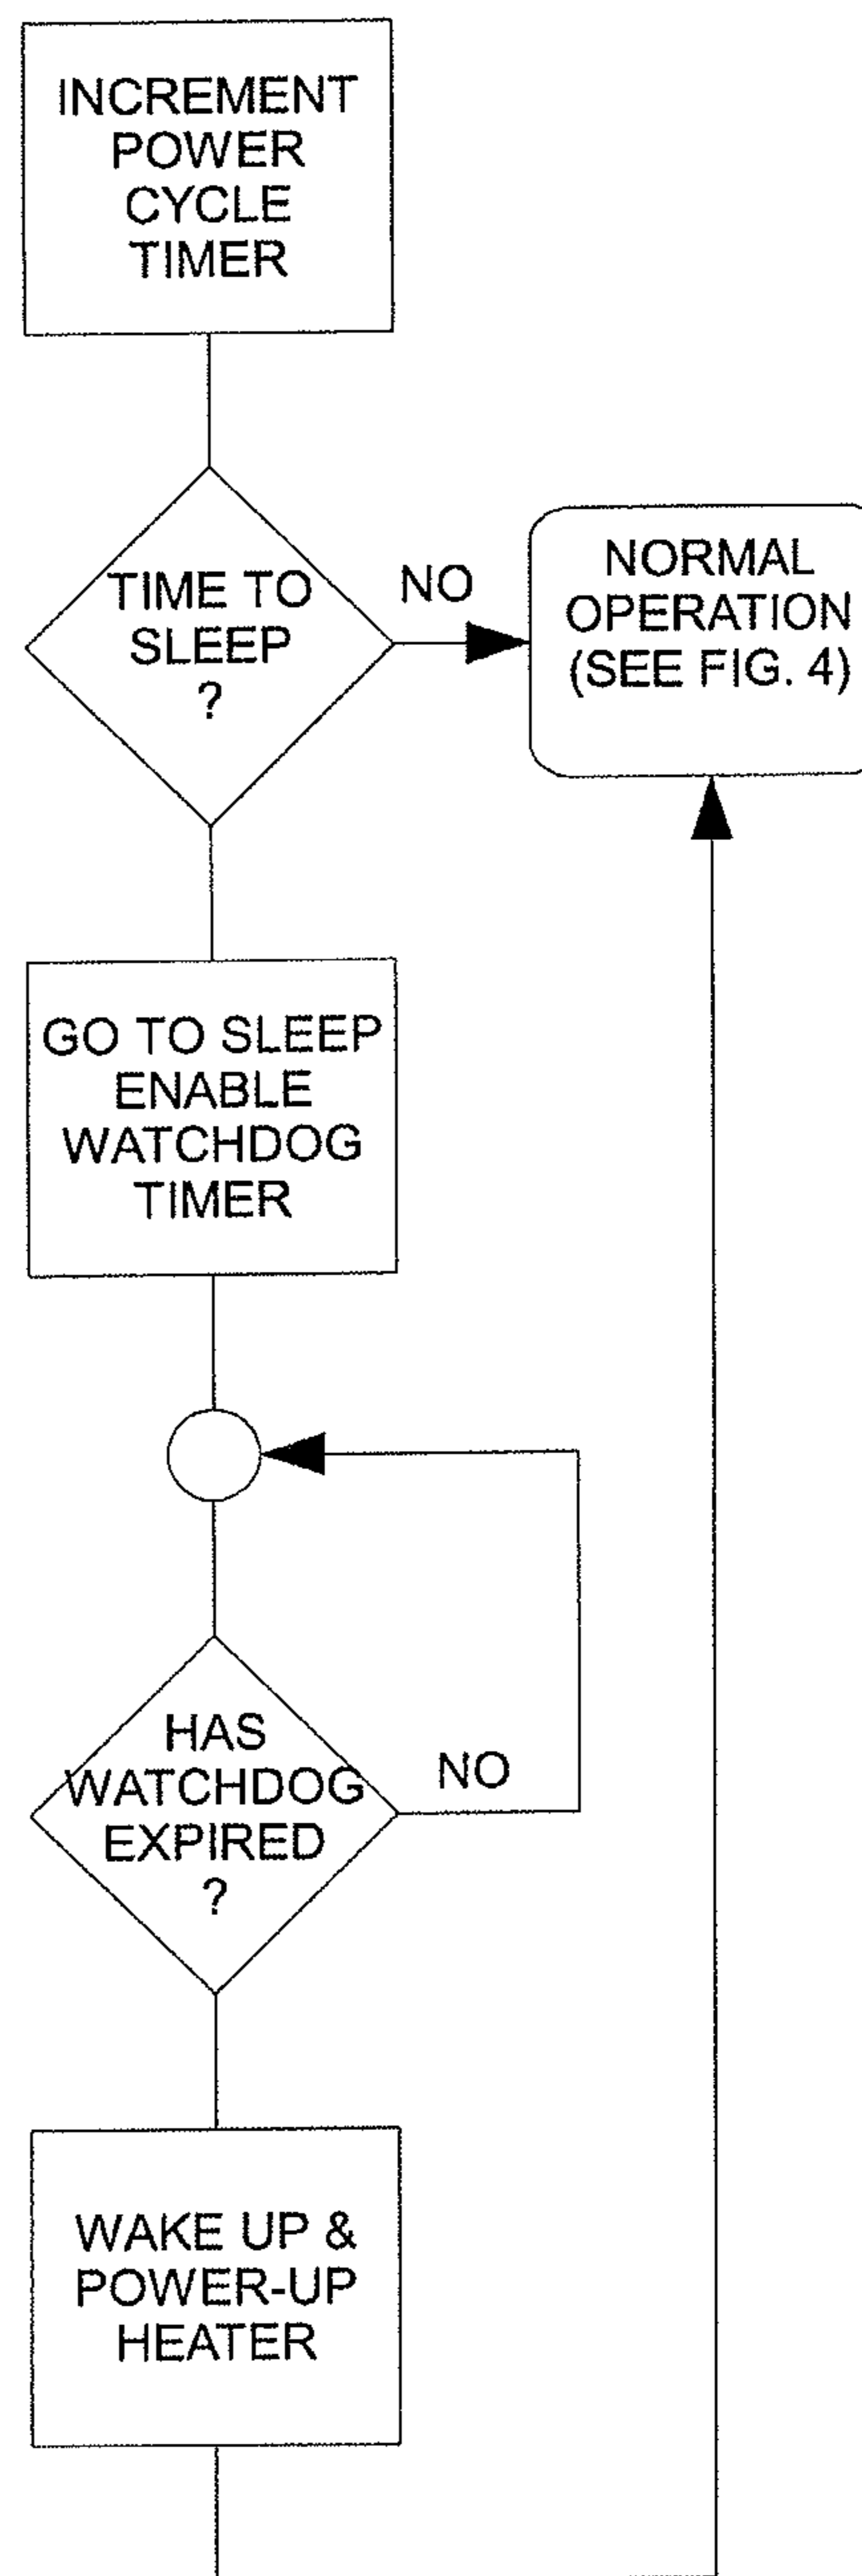 INCREMENT
POWER
CYCLE
TIMER
TIME TO
SLEEP
?
NO
NORMAL
OPERATION
(SEE FIG. 4)
GO TO SLEEP
ENABLE
WATCHDOG
TIMER
HAS
WATCHDOG
EXPIRED
?
NO
WAKE UP &
POWER-UP
HEATER